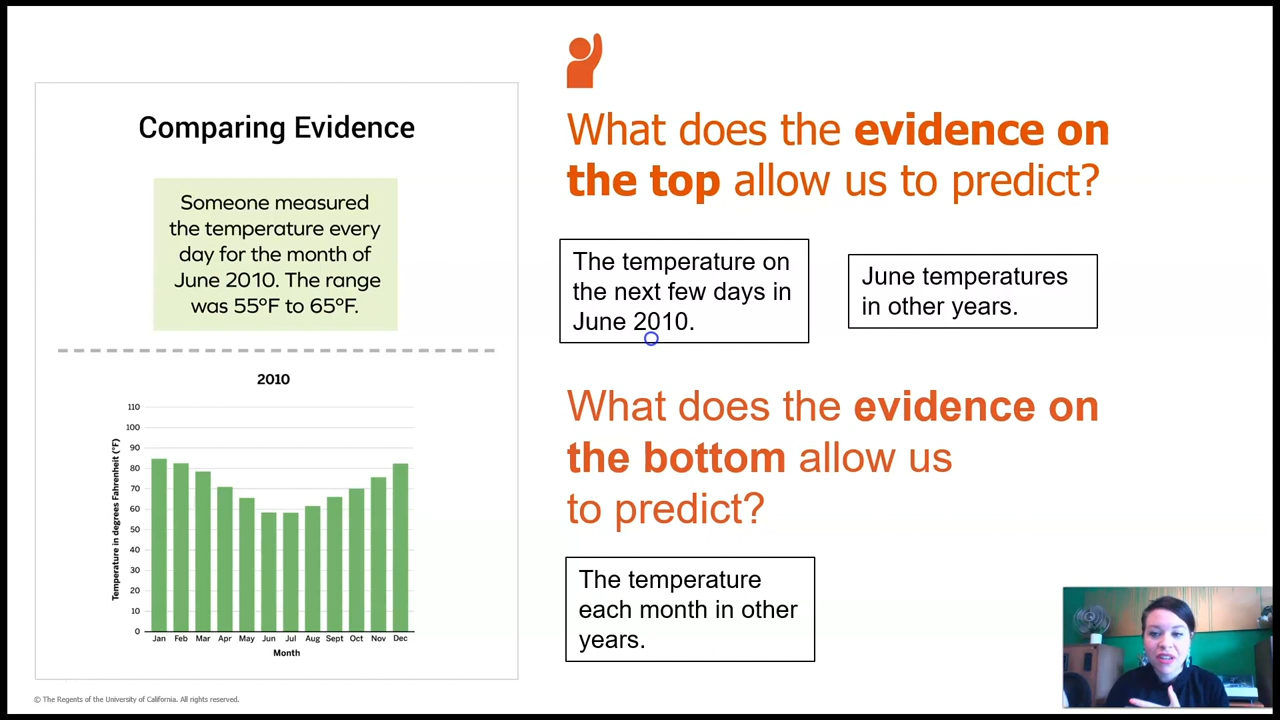 Comparing Evidence
Someone measured
the temperature every
day for the month of
June 2010. The range
was 55°F to 65°F.
2010
Temperature in degrees Fahrenheit (°F)
110
100
90
80
70
60
50
40
30
20
10
0
Jan Feb Mar Apr May Jun Jul Aug Sept Oct Nov Dec
Month
© The Regents of the University of California. All rights reserved.
What does the evidence on
the top allow us to predict?
The temperature on
the next few days in
June 2010.
June temperatures
in other years.
What does the evidence on
the bottom allow us
to predict?
The temperature
each month in other
years.